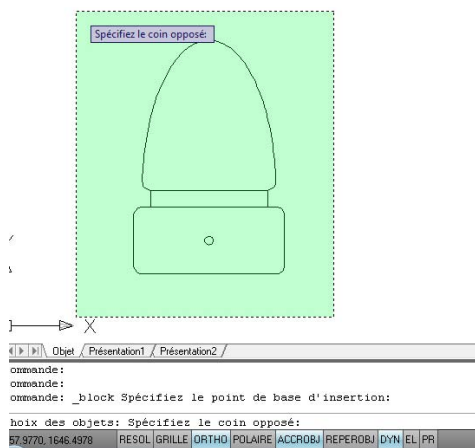 Spécifiez le coin opposé:
X
Objet Présentation1 Présentation2
ommande:
ommande:
ommande: _block Spécifiez le point de base d'insertion:
hoix des objets: Spécifiez le coin opposé:
57.9770, 1646.4978 RESOL GRILLE ORTHO POLAIRE ACCROBJ REPEROBJ DYN EL PR